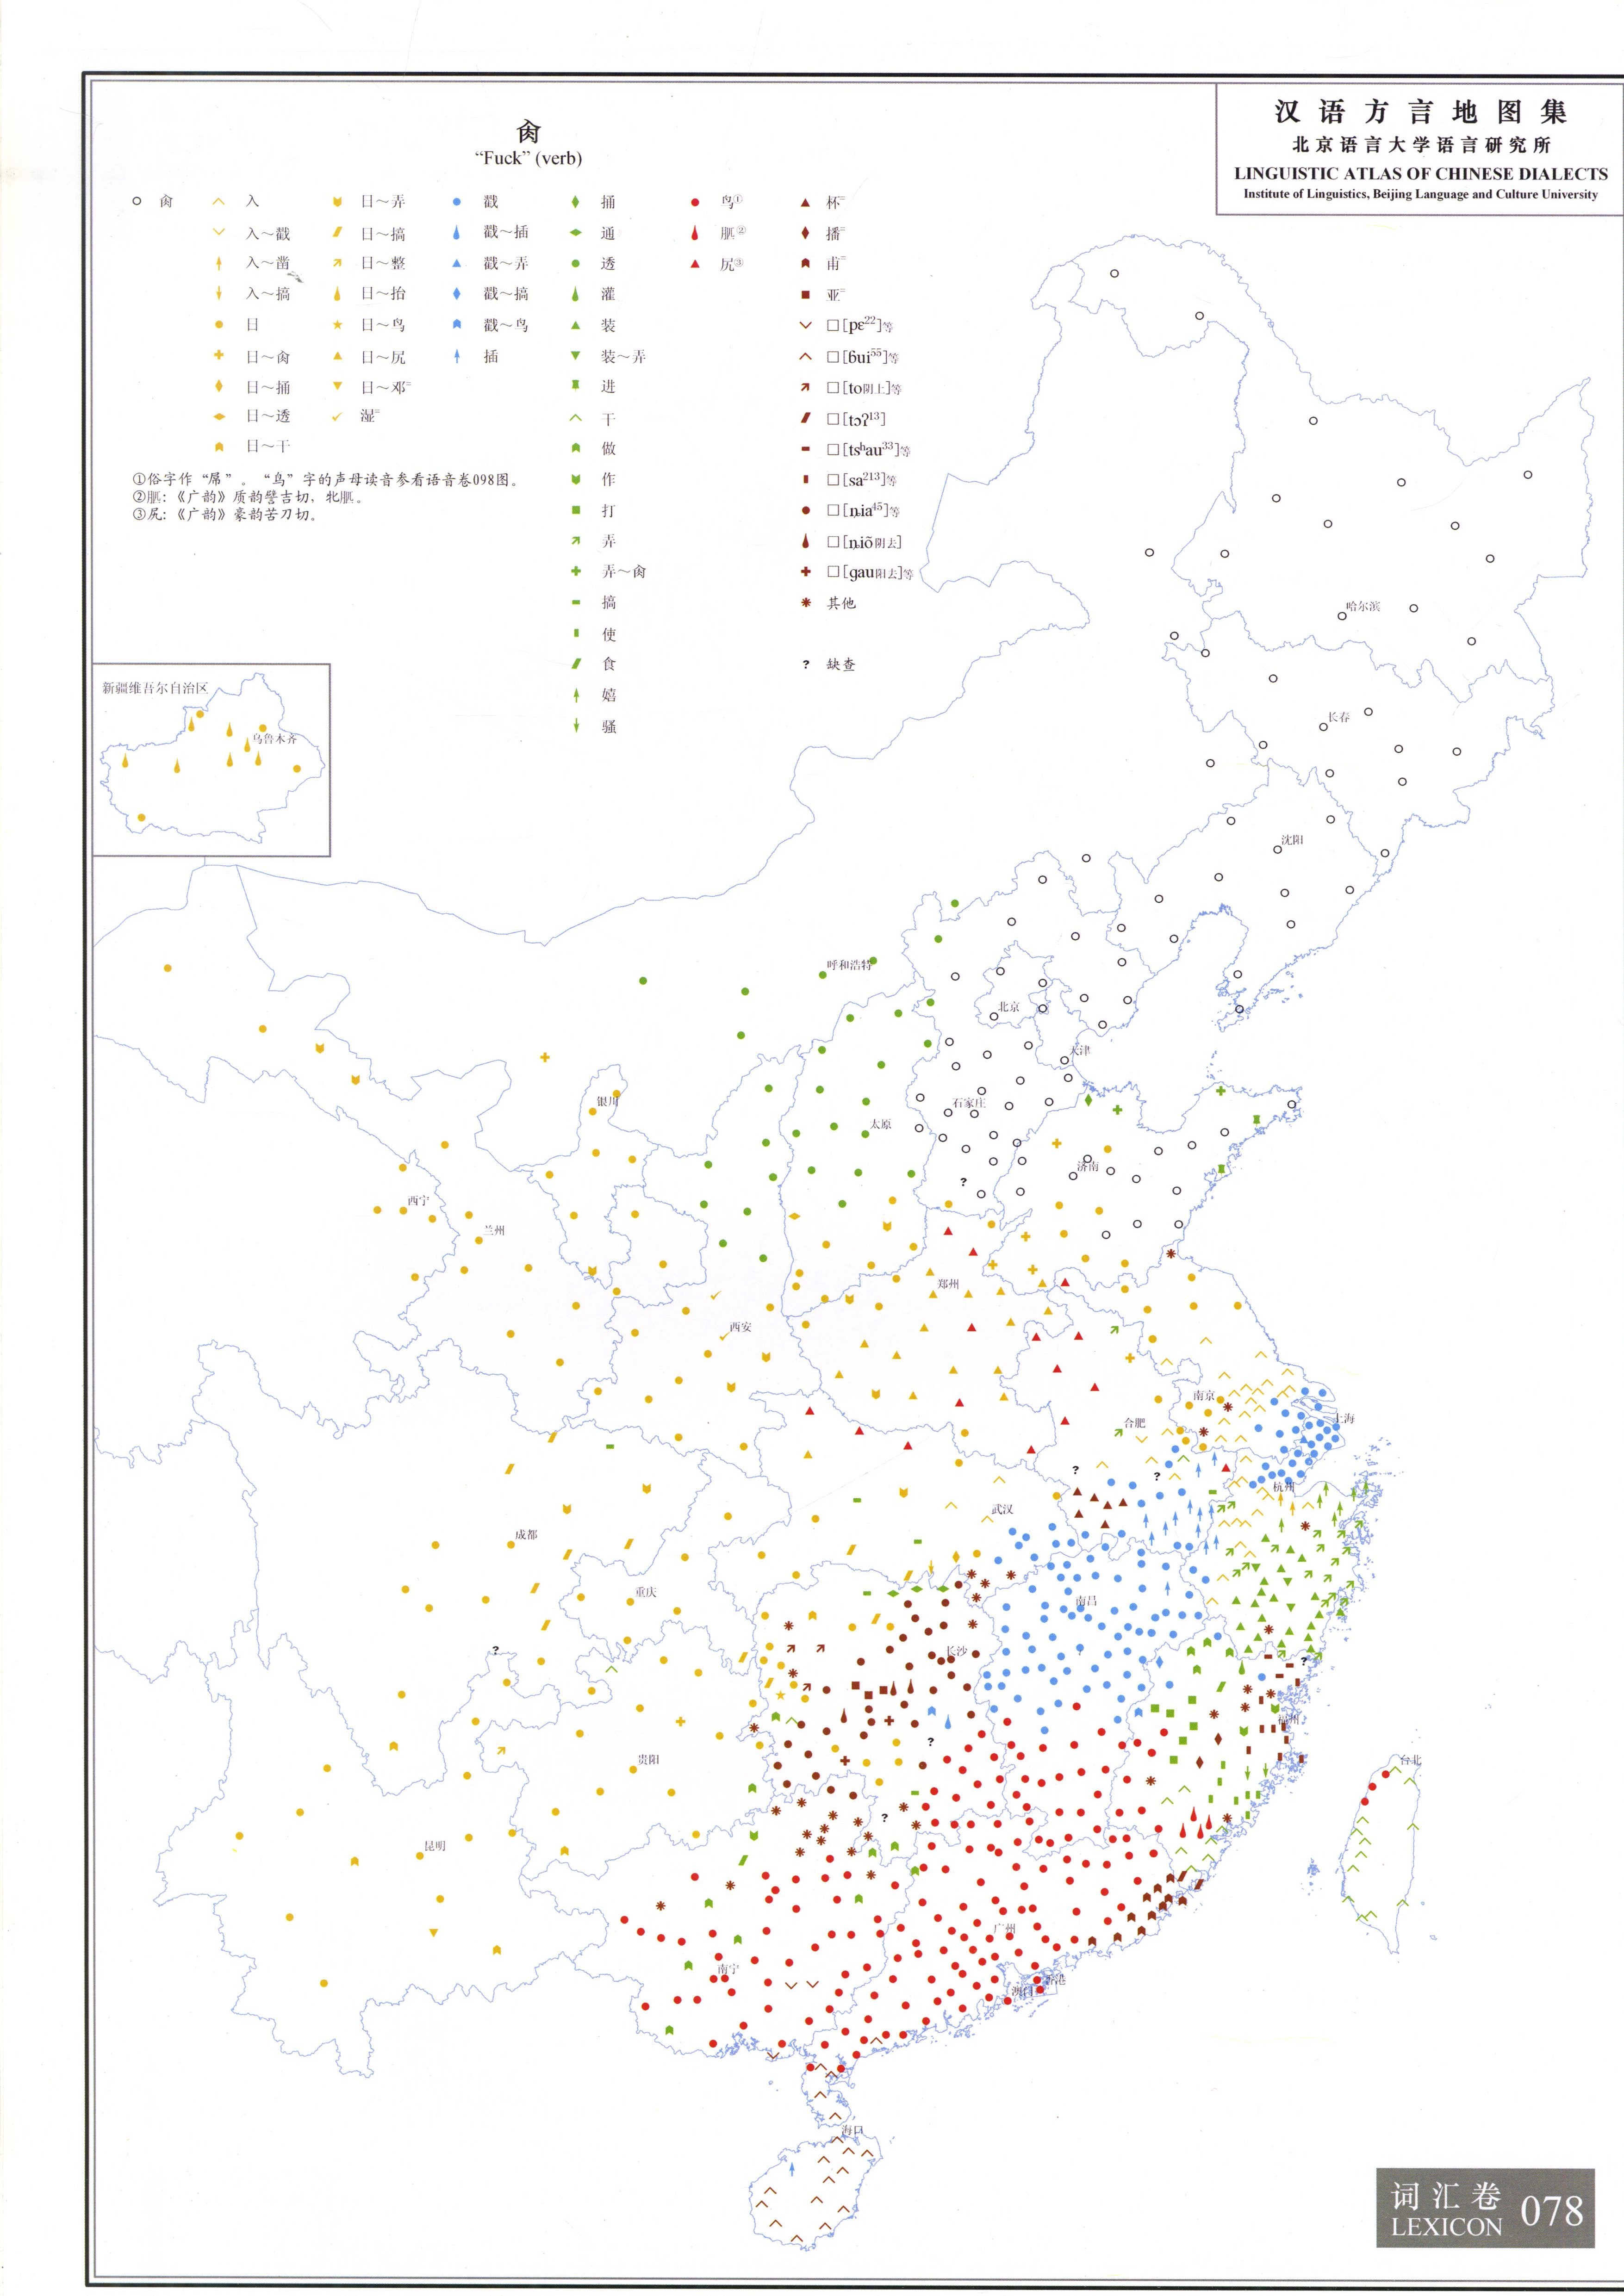 汉语方言地图集
北京语言大学语言研究所
LINGUISTIC ATLAS OF CHINESE DIALECTS
Institute of Linguistics, Beijing Language and Culture University
肏
“Fuck” (verb)
肏
入
入～戳
入～凿
入～搞
日
日～肏
日～捅
日～透
日～干
日～弄
日～搞
日～整
日～抬
日～鸟
日～尻
日～邓⁼
湿⁼
戳
戳～插
戳～弄
戳～搞
戳～鸟
插
捅
通
透
灌
装
装～弄
进
干
做
作
打
弄
弄～肏
搞
使
食
嬉
骚
鸟①
②
尻③
杯⁼
播⁼
甫⁼
亚⁼
□[pɛ²²]等
□[ɓui⁵⁵]等
□[to阴上]等
□[tɔʔ¹³]
□[tsʰau³³]等
□[sa²¹³]等
□[ȵia⁴⁵]等
□[ȵiõ阴去]
□[gau阳去]等
其他
? 缺查
①俗字作“屌”。“鸟”字的声母读音参看语音卷098图。
②：《广韵》质韵譬吉切，牝。
③尻：《广韵》豪韵苦刀切。
新疆维吾尔自治区
乌鲁木齐
哈尔滨
长春
沈阳
呼和浩特
北京
天津
银川
石家庄
太原
济南
西宁
兰州
郑州
西安
南京
合肥
上海
杭州
武汉
成都
重庆
南昌
长沙
贵阳
福州
台北
昆明
广州
南宁
香港
澳门
海口
词汇卷
LEXICON
078